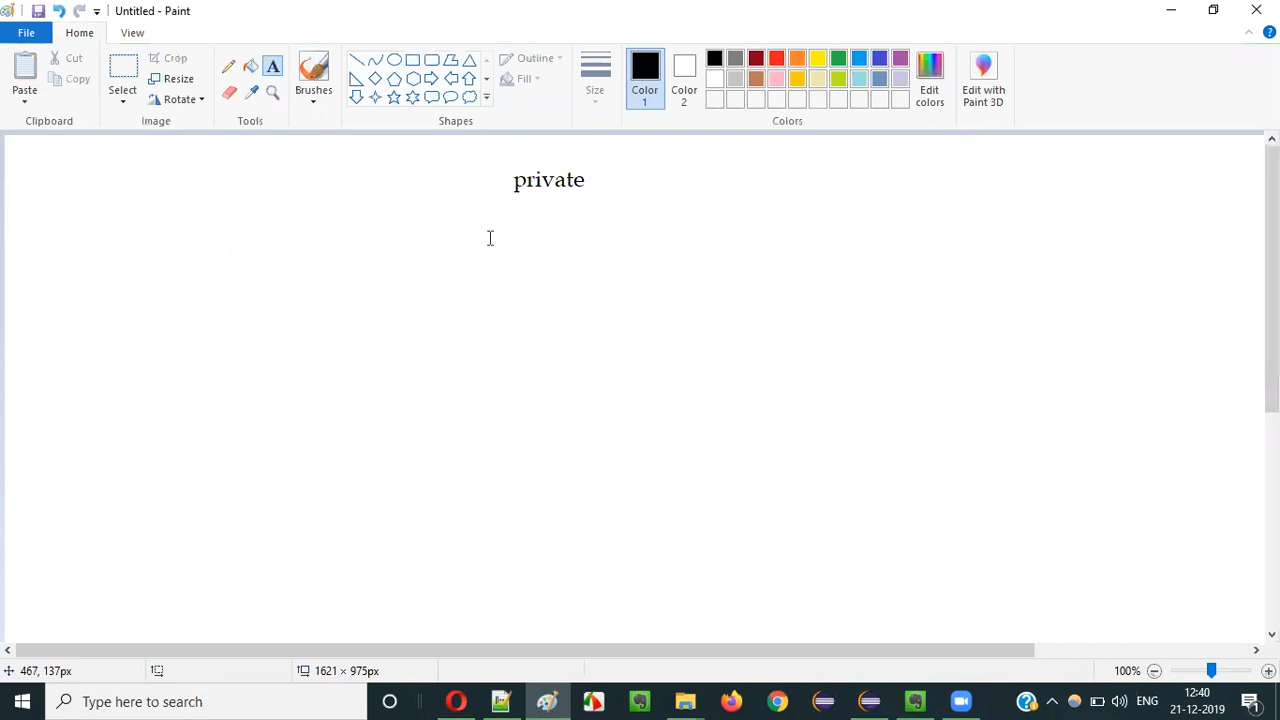 Untitled - Paint
File
Home
View
Paste
Cut
Copy
Clipboard
Select
Crop
Resize
Rotate
Image
A
Tools
Brushes
Shapes
Outline
Fill
Size
Color 1
Color 2
Edit colors
Colors
Edit with Paint 3D
private
467, 137px
1621 × 975px
100%
Type here to search
ENG
12:40
21-12-2019
1